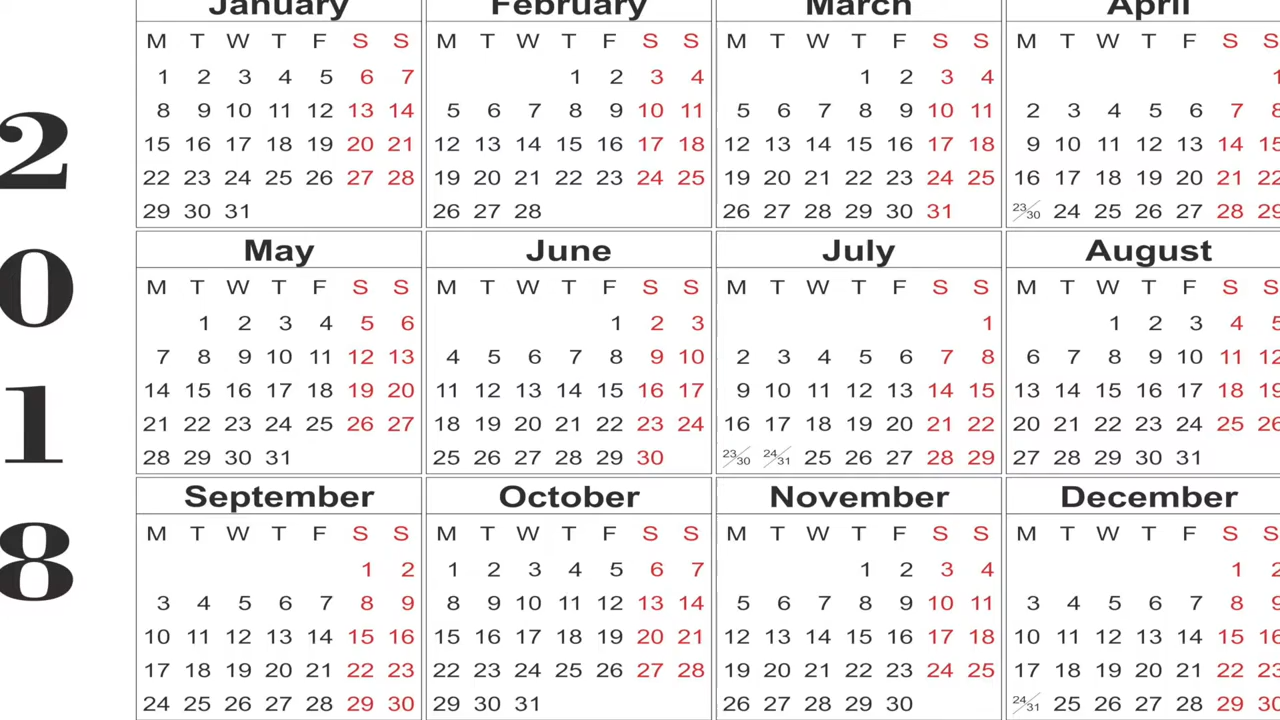 2
0
1
8
January
M T W T F S S
1 2 3 4 5 6 7
8 9 10 11 12 13 14
15 16 17 18 19 20 21
22 23 24 25 26 27 28
29 30 31
February
M T W T F S S
1 2 3 4
5 6 7 8 9 10 11
12 13 14 15 16 17 18
19 20 21 22 23 24 25
26 27 28
March
M T W T F S S
1 2 3 4
5 6 7 8 9 10 11
12 13 14 15 16 17 18
19 20 21 22 23 24 25
26 27 28 29 30 31
April
M T W T F S S
1
2 3 4 5 6 7 8
9 10 11 12 13 14 15
16 17 18 19 20 21 22
23/30 24 25 26 27 28 29
May
M T W T F S S
1 2 3 4 5 6
7 8 9 10 11 12 13
14 15 16 17 18 19 20
21 22 23 24 25 26 27
28 29 30 31
June
M T W T F S S
1 2 3
4 5 6 7 8 9 10
11 12 13 14 15 16 17
18 19 20 21 22 23 24
25 26 27 28 29 30
July
M T W T F S S
1
2 3 4 5 6 7 8
9 10 11 12 13 14 15
16 17 18 19 20 21 22
23/30 24/31 25 26 27 28 29
August
M T W T F S S
1 2 3 4 5
6 7 8 9 10 11 12
13 14 15 16 17 18 19
20 21 22 23 24 25 26
27 28 29 30 31
September
M T W T F S S
1 2
3 4 5 6 7 8 9
10 11 12 13 14 15 16
17 18 19 20 21 22 23
24 25 26 27 28 29 30
October
M T W T F S S
1 2 3 4 5 6 7
8 9 10 11 12 13 14
15 16 17 18 19 20 21
22 23 24 25 26 27 28
29 30 31
November
M T W T F S S
1 2 3 4
5 6 7 8 9 10 11
12 13 14 15 16 17 18
19 20 21 22 23 24 25
26 27 28 29 30
December
M T W T F S S
1 2
3 4 5 6 7 8 9
10 11 12 13 14 15 16
17 18 19 20 21 22 23
24/31 25 26 27 28 29 30